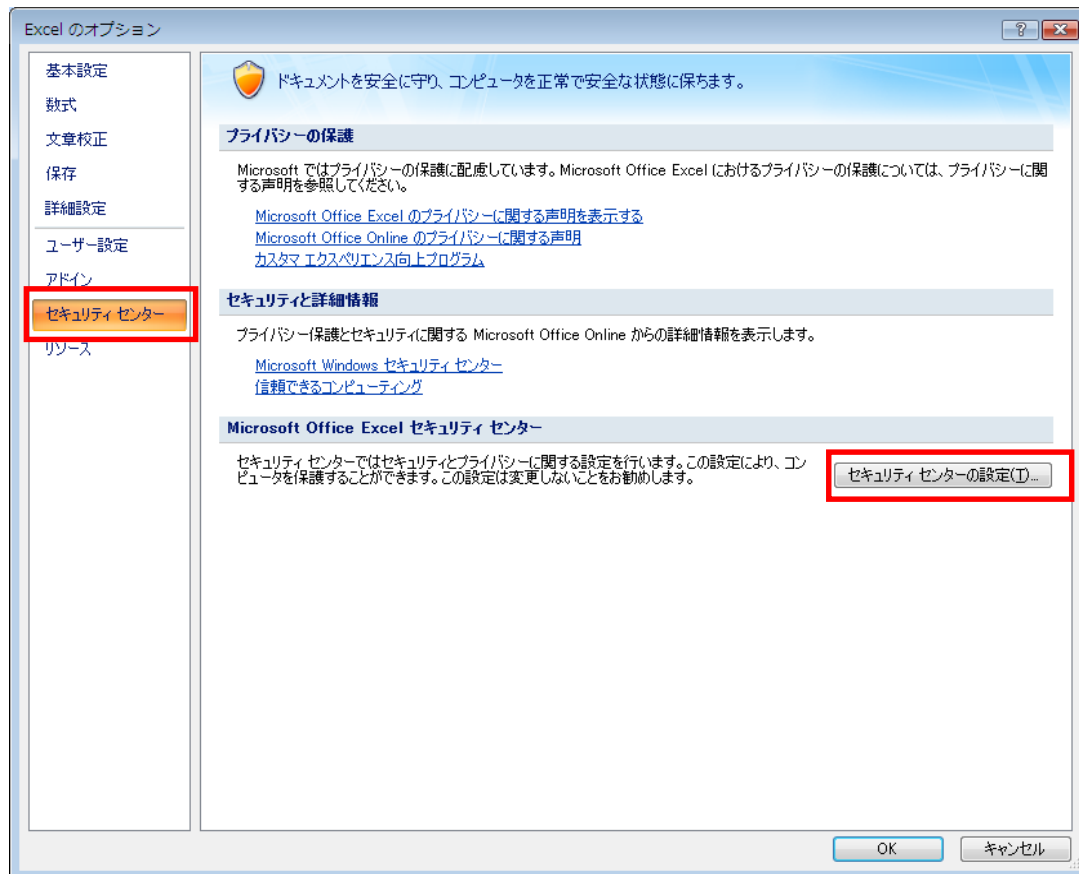 Excel のオプション
基本設定
数式
文章校正
保存
詳細設定
ユーザー設定
アドイン
セキュリティ センター
リソース
ドキュメントを安全に守り、コンピュータを正常で安全な状態に保ちます。
プライバシーの保護
Microsoft ではプライバシーの保護に配慮しています。Microsoft Office Excel におけるプライバシーの保護については、プライバシーに関
する声明を参照してください。
Microsoft Office Excel のプライバシーに関する声明を表示する
Microsoft Office Online のプライバシーに関する声明
カスタマ エクスペリエンス向上プログラム
セキュリティと詳細情報
プライバシー保護とセキュリティに関する Microsoft Office Online からの詳細情報を表示します。
Microsoft Windows セキュリティ センター
信頼できるコンピューティング
Microsoft Office Excel セキュリティ センター
セキュリティ センターではセキュリティとプライバシーに関する設定を行います。この設定により、コン
ピュータを保護することができます。この設定は変更しないことをお勧めします。
セキュリティ センターの設定(T)...
OK
キャンセル